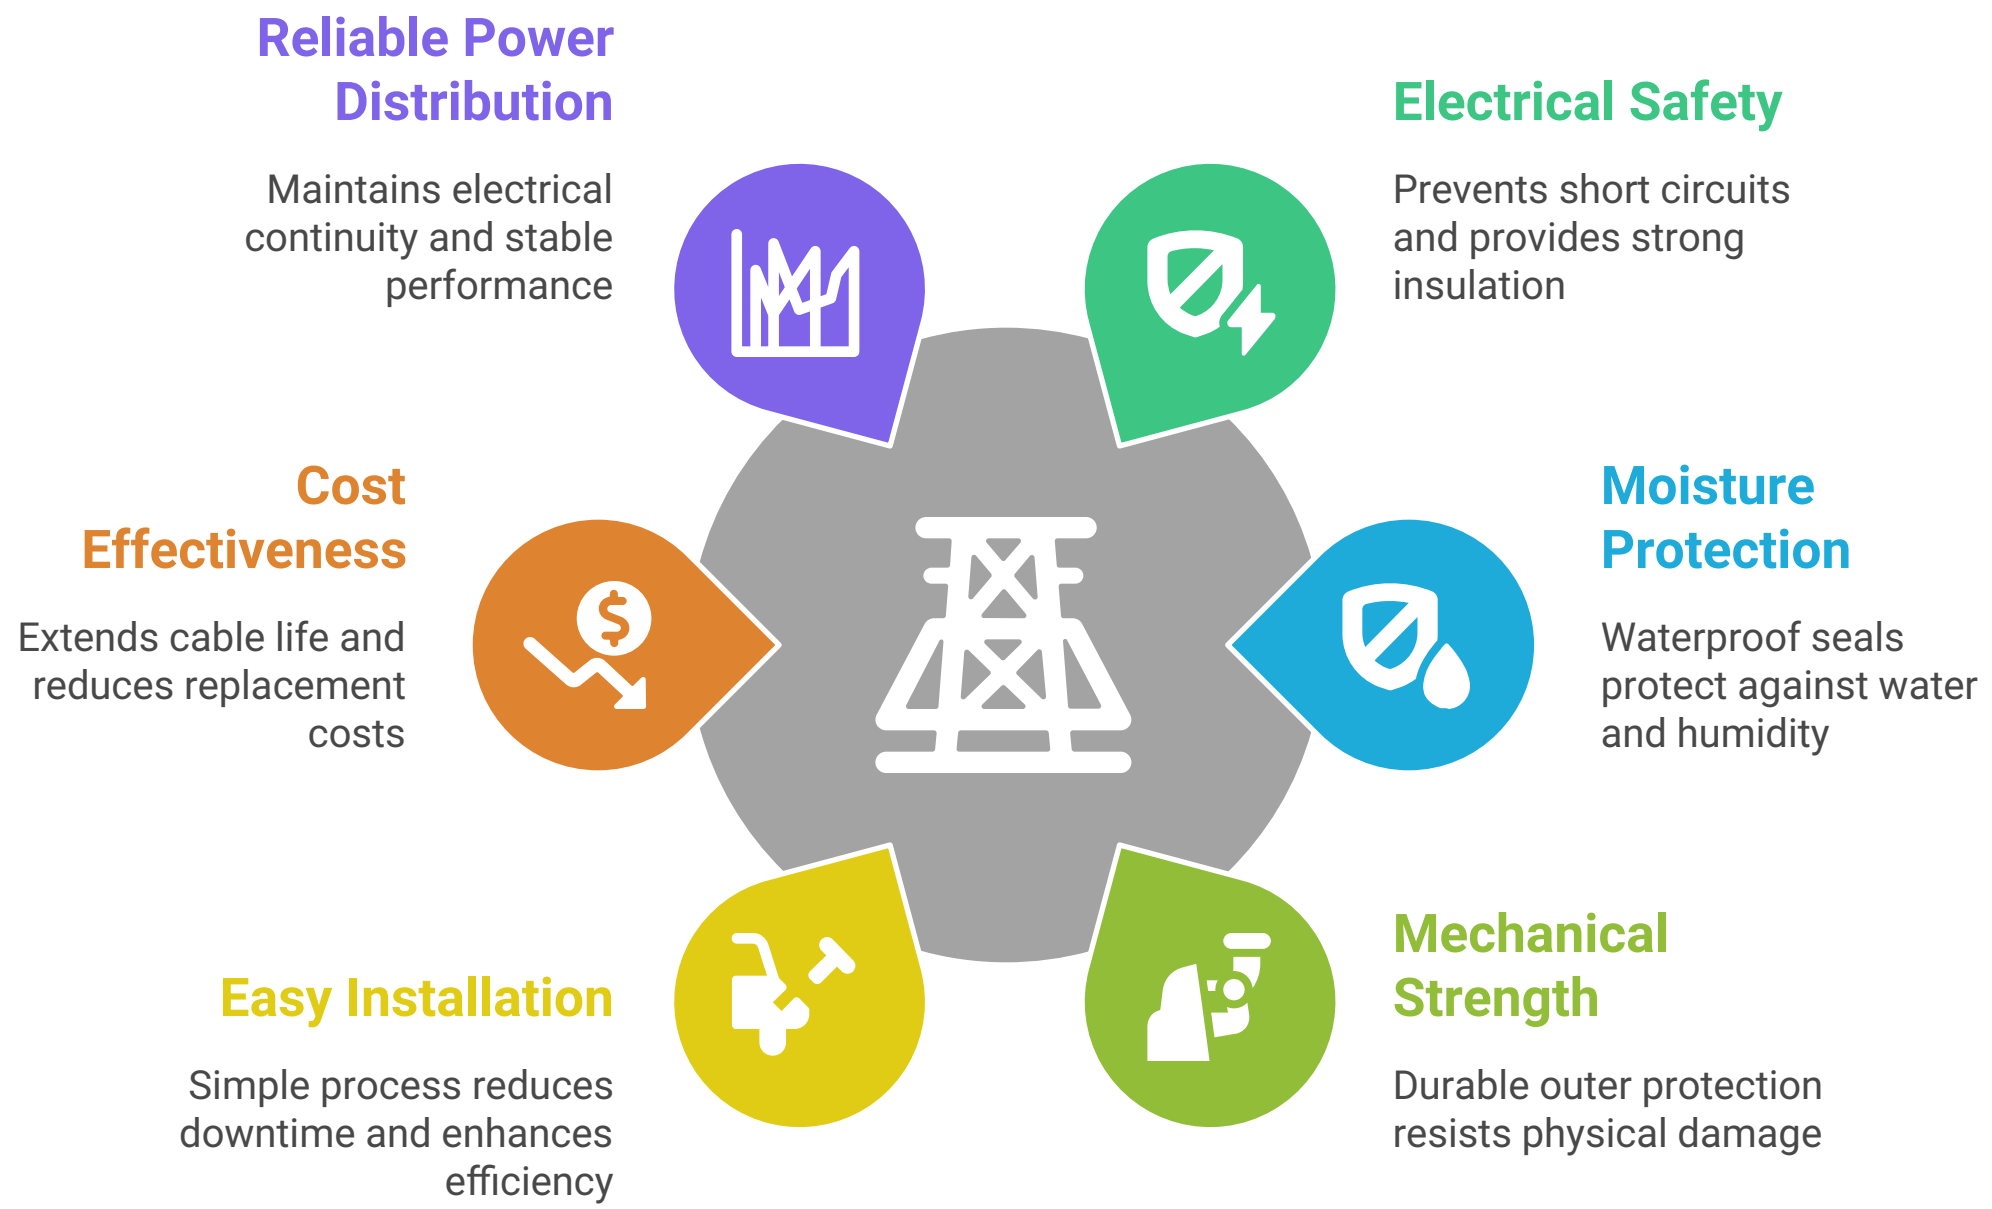 Reliable Power
Distribution
Maintains electrical
continuity and stable
performance
Electrical Safety
Prevents short circuits
and provides strong
insulation
Cost
Effectiveness
Extends cable life and
reduces replacement
costs
$
Moisture
Protection
Waterproof seals
protect against water
and humidity
Easy Installation
Simple process reduces
downtime and enhances
efficiency
Mechanical
Strength
Durable outer protection
resists physical damage